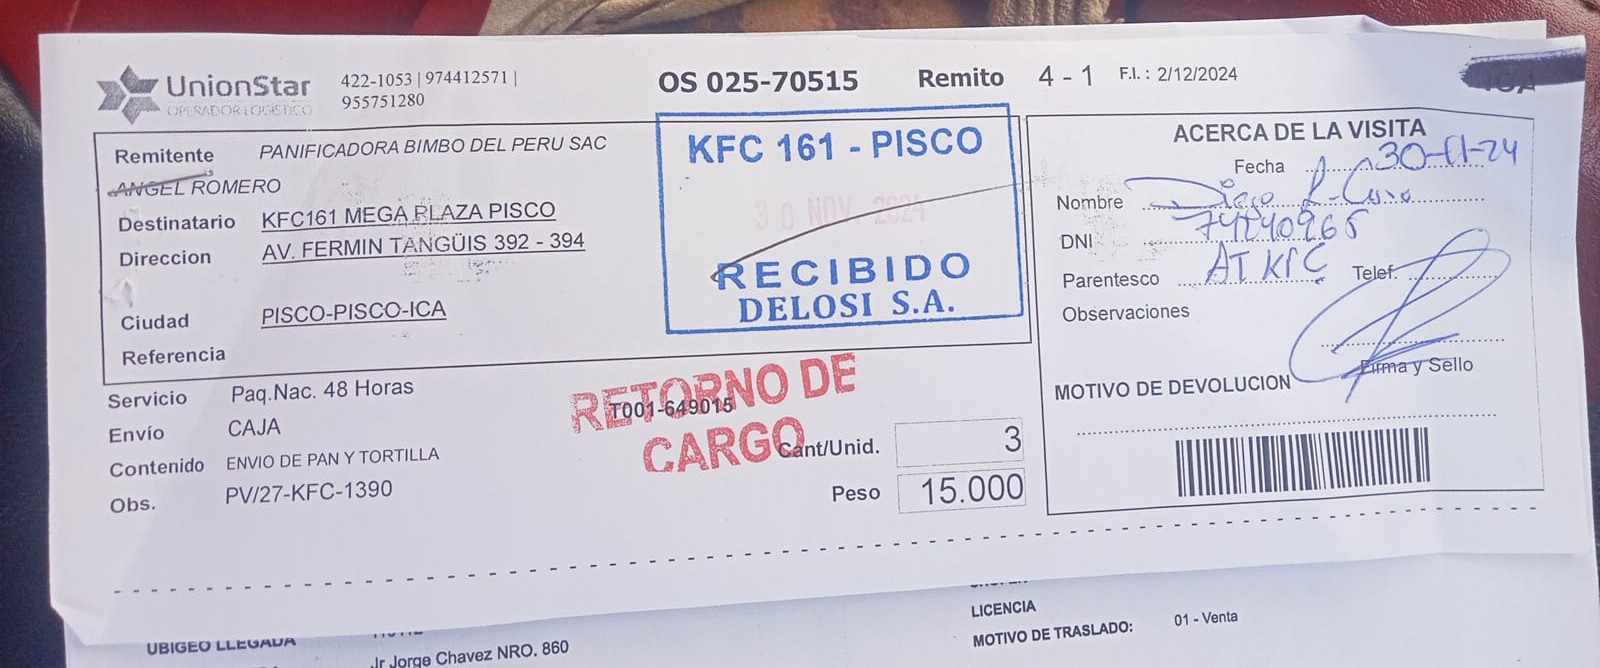 UnionStar
OPERADOR LOGISTICO
422-1053 | 974412571 |
955751280
OS 025-70515
Remito 4 - 1
F.I. : 2/12/2024
ICA
Remitente PANIFICADORA BIMBO DEL PERU SAC
ANGEL ROMERO
Destinatario KFC161 MEGA PLAZA PISCO
Direccion AV. FERMIN TANGÜIS 392 - 394
Ciudad PISCO-PISCO-ICA
Referencia
KFC 161 - PISCO
30 NOV. 2024
RECIBIDO
DELOSI S.A.
Servicio Paq.Nac. 48 Horas
Envío CAJA
Contenido ENVIO DE PAN Y TORTILLA
Obs. PV/27-KFC-1390
RETORNO DE
CARGO
T001-649015
Cant/Unid. 3
Peso 15.000
ACERCA DE LA VISITA
Fecha 30-11-24
Nombre Diego
DNI 74240965
Parentesco AT KFC Telef.
Observaciones
Firma y Sello
MOTIVO DE DEVOLUCION
UBIGEO LLEGADA
Jr Jorge Chavez NRO. 860
LICENCIA
MOTIVO DE TRASLADO: 01 - Venta